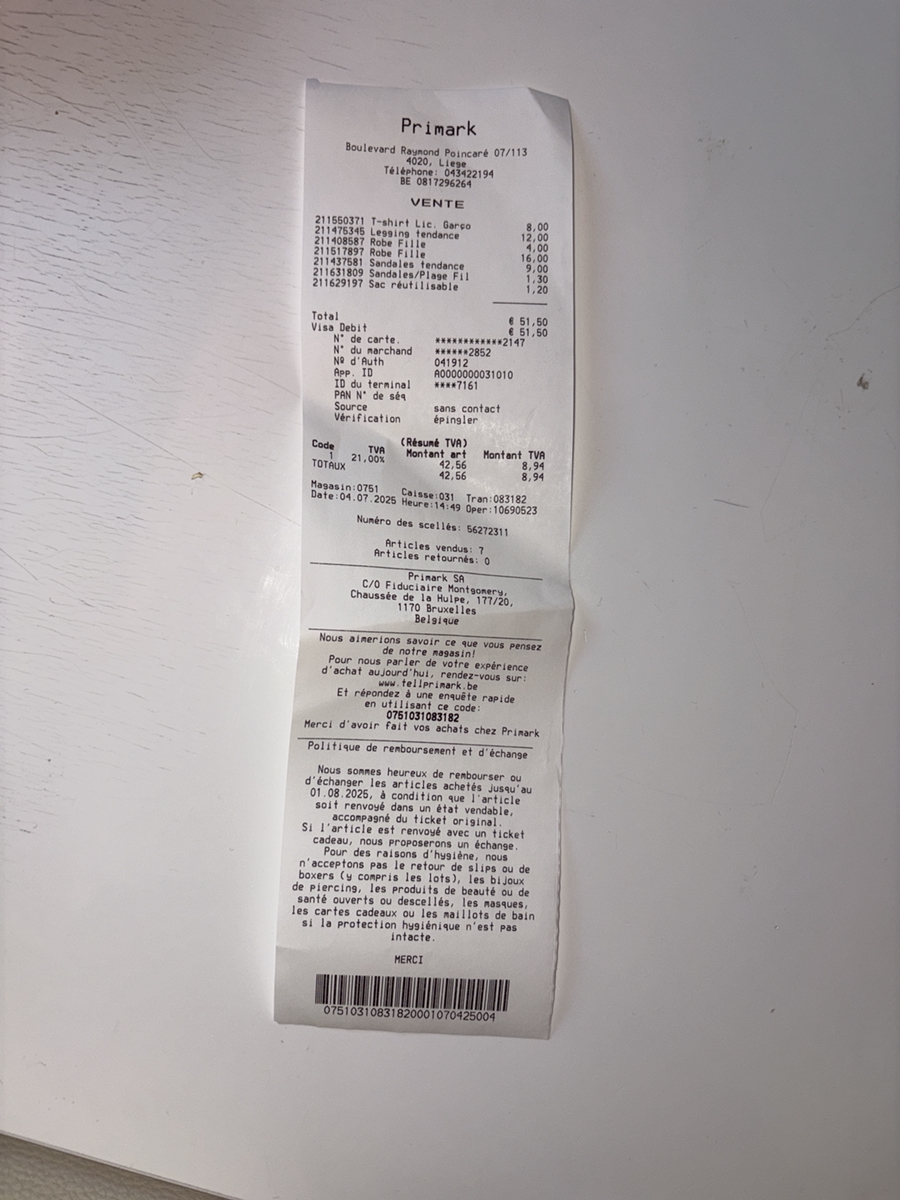 Primark
Boulevard Raymond Poincaré 07/113
4020, Liege
Téléphone: 043422194
BE 0817296264
VENTE
211550371 T-shirt Lic. Garço 8,00
211475345 Legging tendance 12,00
211408587 Robe Fille 4,00
211517897 Robe Fille 16,00
211437581 Sandales tendance 9,00
211631809 Sandales/Plage Fil 1,30
211629197 Sac réutilisable 1,20
Total € 51,50
Visa Debit € 51,50
N° de carte. ************2147
N° du marchand ******2852
Nº d'Auth 041912
App. ID A0000000031010
ID du terminal ****7161
PAN N° de séq
Source sans contact
Vérification épingler
(Résumé TVA)
Code TVA Montant art Montant TVA
1 21,00% 42,56 8,94
TOTAUX 42,56 8,94
Magasin:0751 Caisse:031 Tran:083182
Date:04.07.2025 Heure:14:49 Oper:10690523
Numéro des scellés: 56272311
Articles vendus: 7
Articles retournés: 0
Primark SA
C/O Fiduciaire Montgomery,
Chaussée de la Hulpe, 177/20,
1170 Bruxelles
Belgique
Nous aimerions savoir ce que vous pensez
de notre magasin!
Pour nous parler de votre expérience
d'achat aujourd'hui, rendez-vous sur:
www.tellprimark.be
Et répondez à une enquête rapide
en utilisant ce code:
0751031083182
Merci d'avoir fait vos achats chez Primark
Politique de remboursement et d'échange
Nous sommes heureux de rembourser ou
d'échanger les articles achetés jusqu'au
01.08.2025, à condition que l'article
soit renvoyé dans un état vendable,
accompagné du ticket original.
Si l'article est renvoyé avec un ticket
cadeau, nous proposerons un échange.
Pour des raisons d'hygiène, nous
n'acceptons pas le retour de slips ou de
boxers (y compris les lots), les bijoux
de piercing, les produits de beauté ou de
santé ouverts ou descellés, les masques,
les cartes cadeaux ou les maillots de bain
si la protection hygiénique n'est pas
intacte.
MERCI
07510310831820001070425004